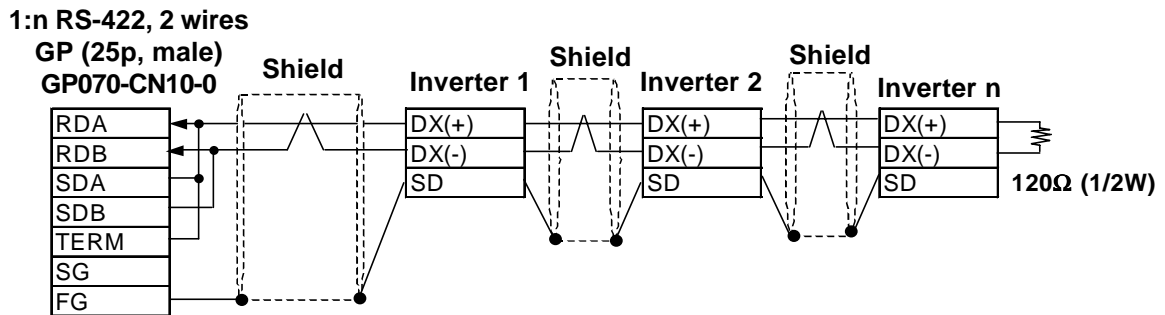 1:n RS-422, 2 wires
GP (25p, male)
GP070-CN10-0
Shield
Inverter 1
Shield
Inverter 2
Shield
Inverter n
RDA
RDB
SDA
SDB
TERM
SG
FG
DX(+)
DX(-)
SD
DX(+)
DX(-)
SD
DX(+)
DX(-)
SD
120Ω (1/2W)